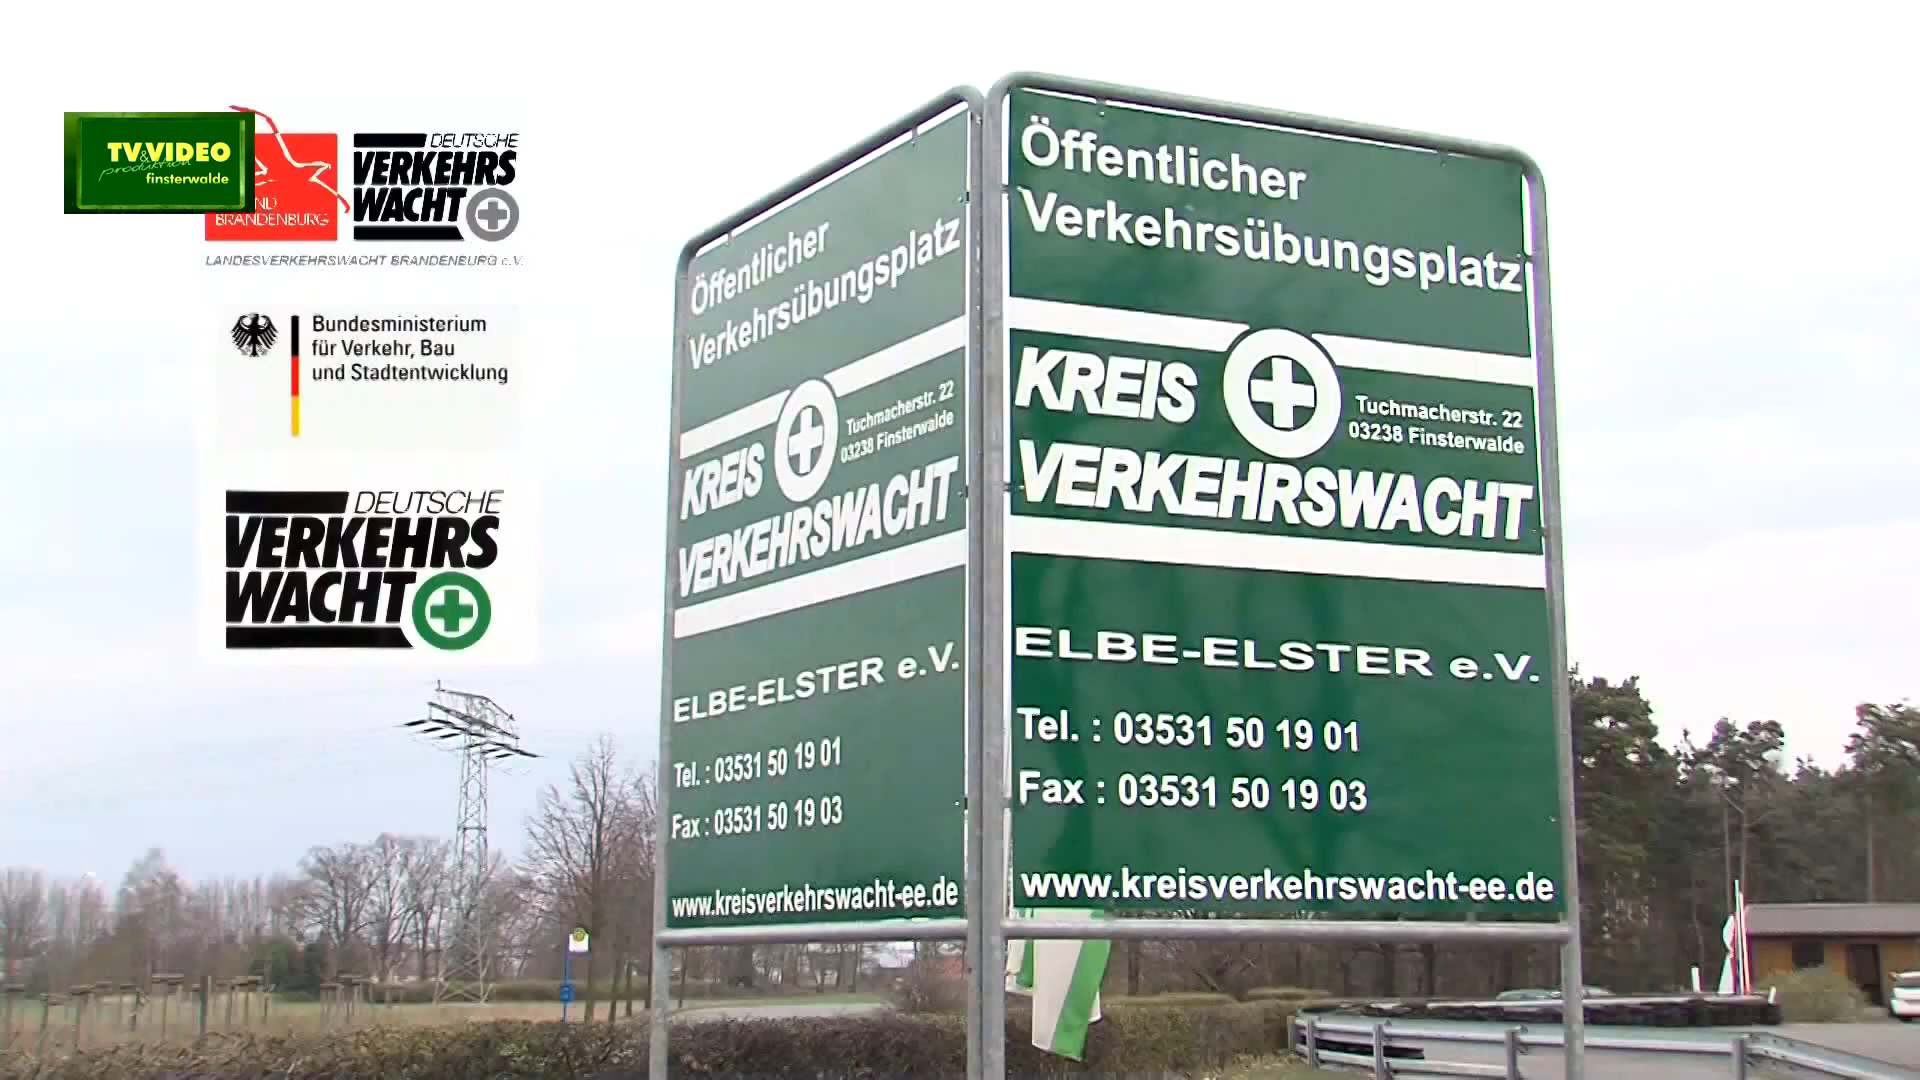 TV&VIDEO
produktion
finsterwalde
BRANDENBURG
DEUTSCHE
VERKEHRS
WACHT
LANDESVERKEHRSWACHT BRANDENBURG e.V.
Bundesministerium
für Verkehr, Bau
und Stadtentwicklung
DEUTSCHE
VERKEHRS
WACHT
Öffentlicher
Verkehrsübungsplatz
KREIS
Tuchmacherstr. 22
03238 Finsterwalde
VERKEHRSWACHT
ELBE-ELSTER e.V.
Tel. : 03531 50 19 01
Fax : 03531 50 19 03
www.kreisverkehrswacht-ee.de
Öffentlicher
Verkehrsübungsplatz
KREIS
Tuchmacherstr. 22
03238 Finsterwalde
VERKEHRSWACHT
ELBE-ELSTER e.V.
Tel. : 03531 50 19 01
Fax : 03531 50 19 03
www.kreisverkehrswacht-ee.de